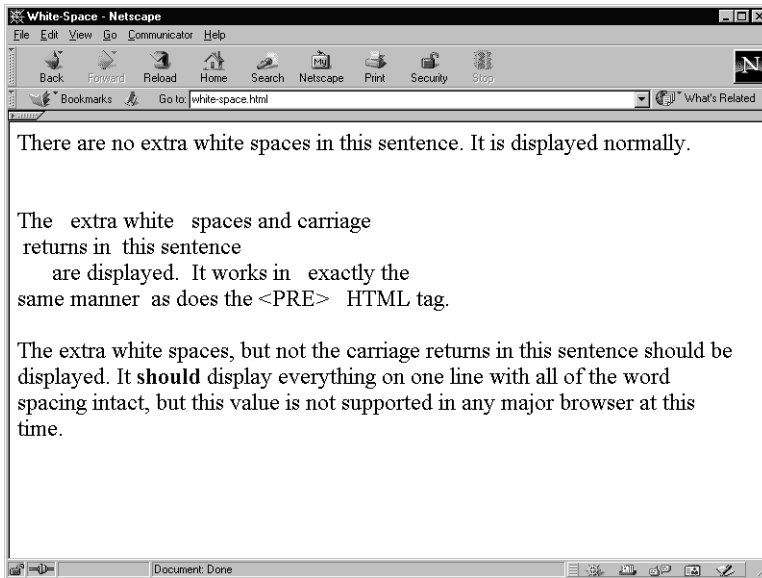 White-Space - Netscape
File Edit View Go Communicator Help
Back Forward Reload Home Search Netscape Print Security Stop
My
N
Bookmarks Go to: white-space.html What's Related
There are no extra white spaces in this sentence. It is displayed normally.
The   extra white   spaces and carriage
 returns in  this sentence
      are displayed.  It works in   exactly the
same manner  as does the <PRE>   HTML tag.
The extra white spaces, but not the carriage returns in this sentence should be
displayed. It should display everything on one line with all of the word
spacing intact, but this value is not supported in any major browser at this
time.
Document: Done